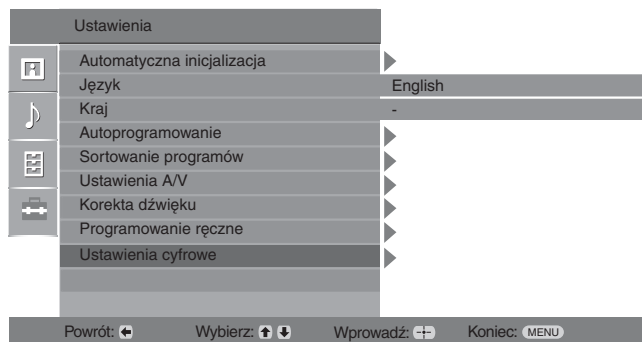 Ustawienia
Automatyczna inicjalizacja
Język English
Kraj -
Autoprogramowanie
Sortowanie programów
Ustawienia A/V
Korekta dźwięku
Programowanie ręczne
Ustawienia cyfrowe
Powrót: Wybierz: Wprowadź: Koniec: MENU